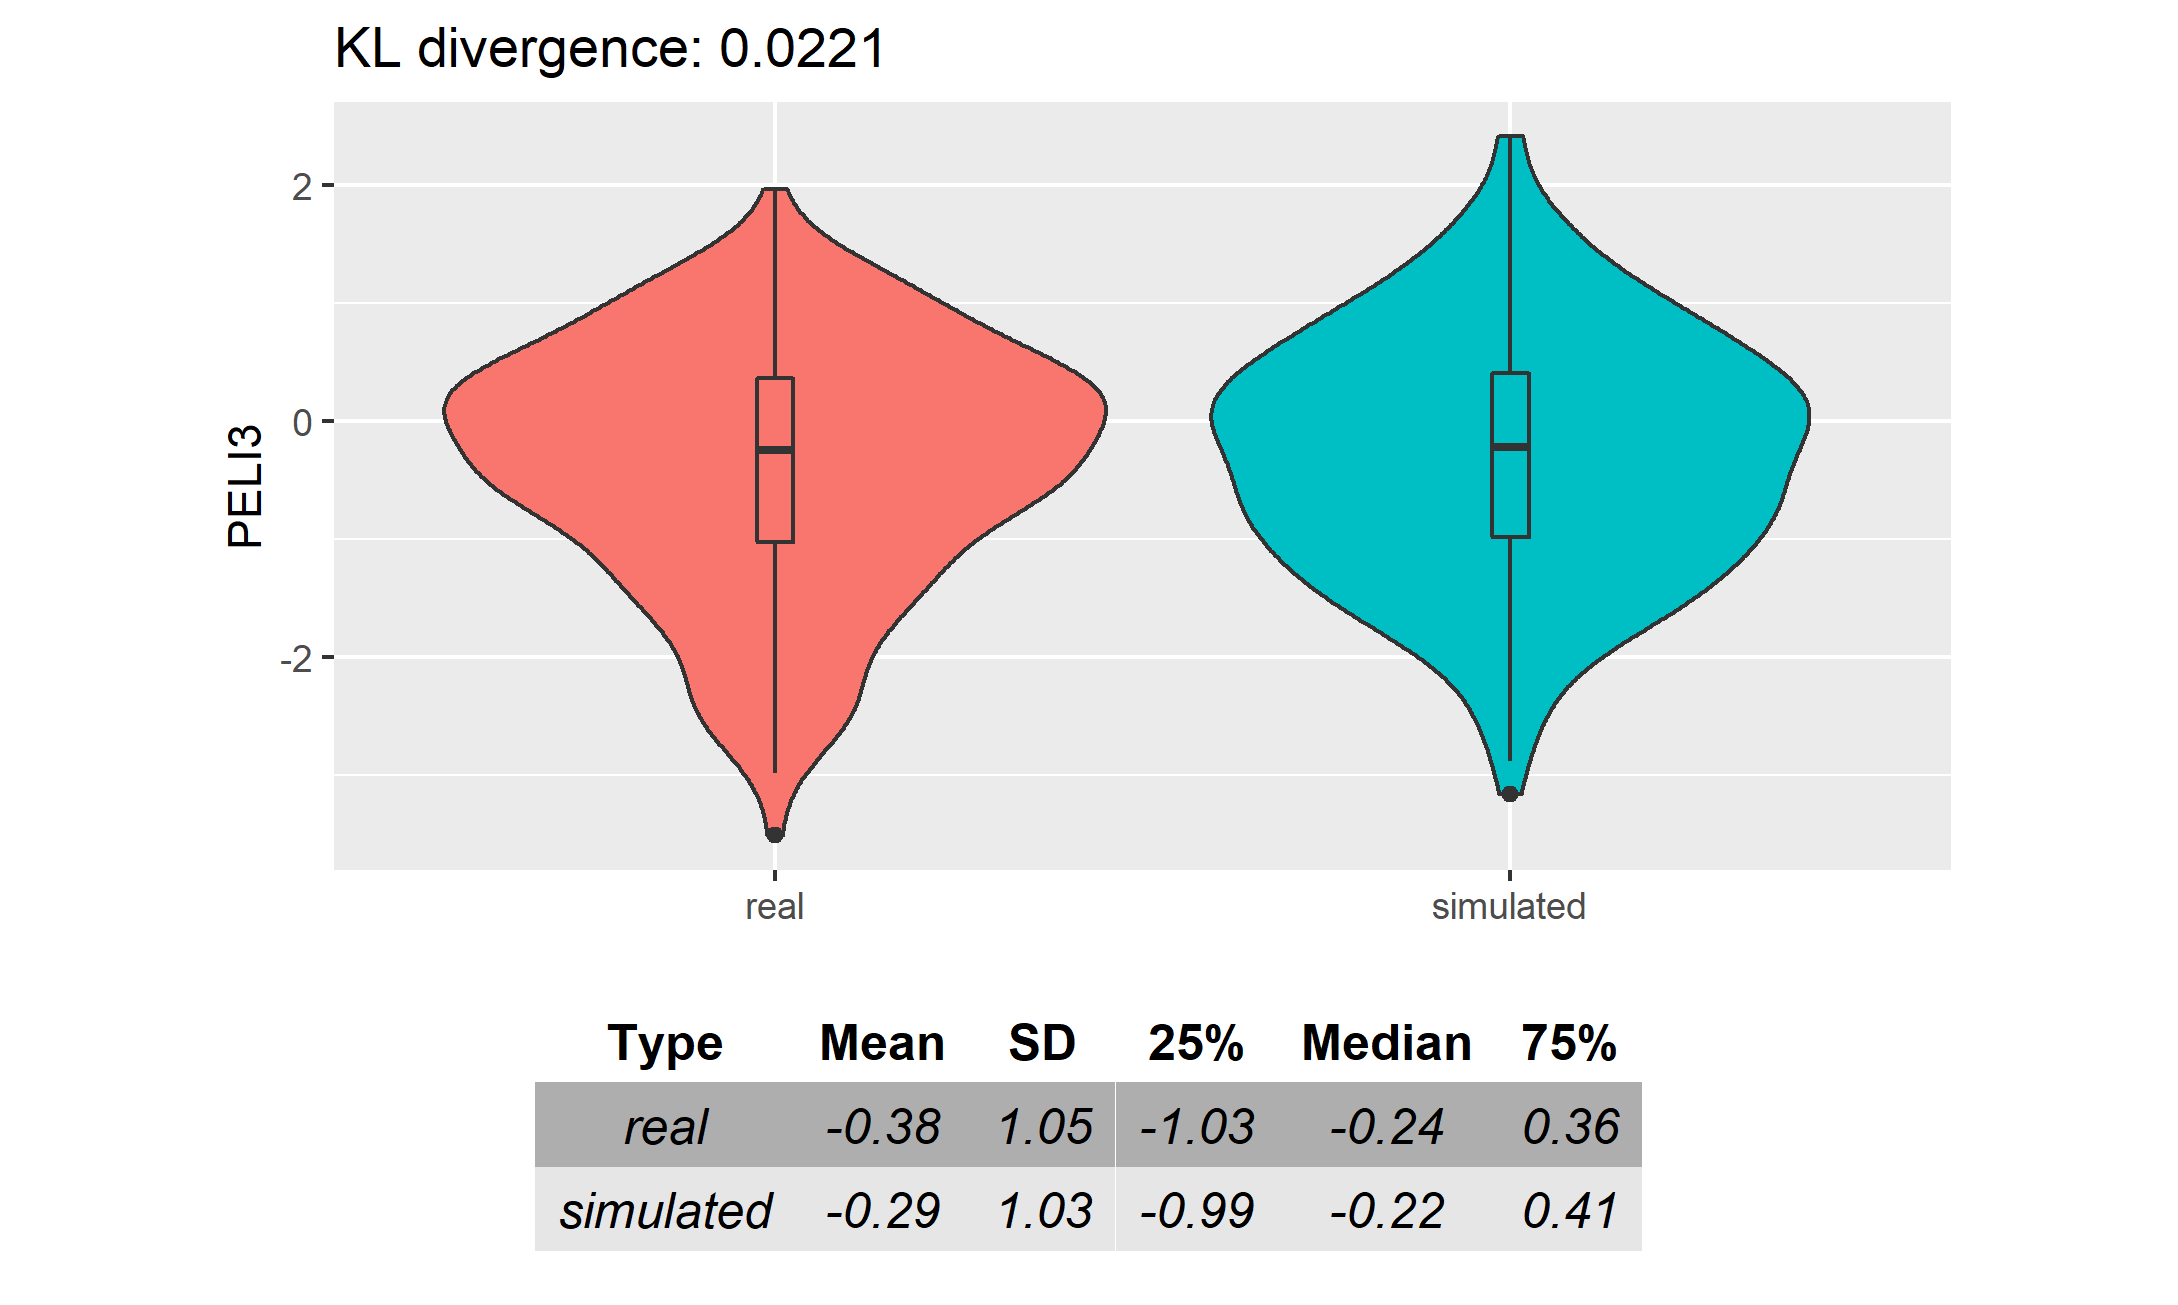 KL divergence: 0.0221
2
0
-2
PELI3
real simulated
Type Mean SD 25% Median 75%
real -0.38 1.05 -1.03 -0.24 0.36
simulated -0.29 1.03 -0.99 -0.22 0.41